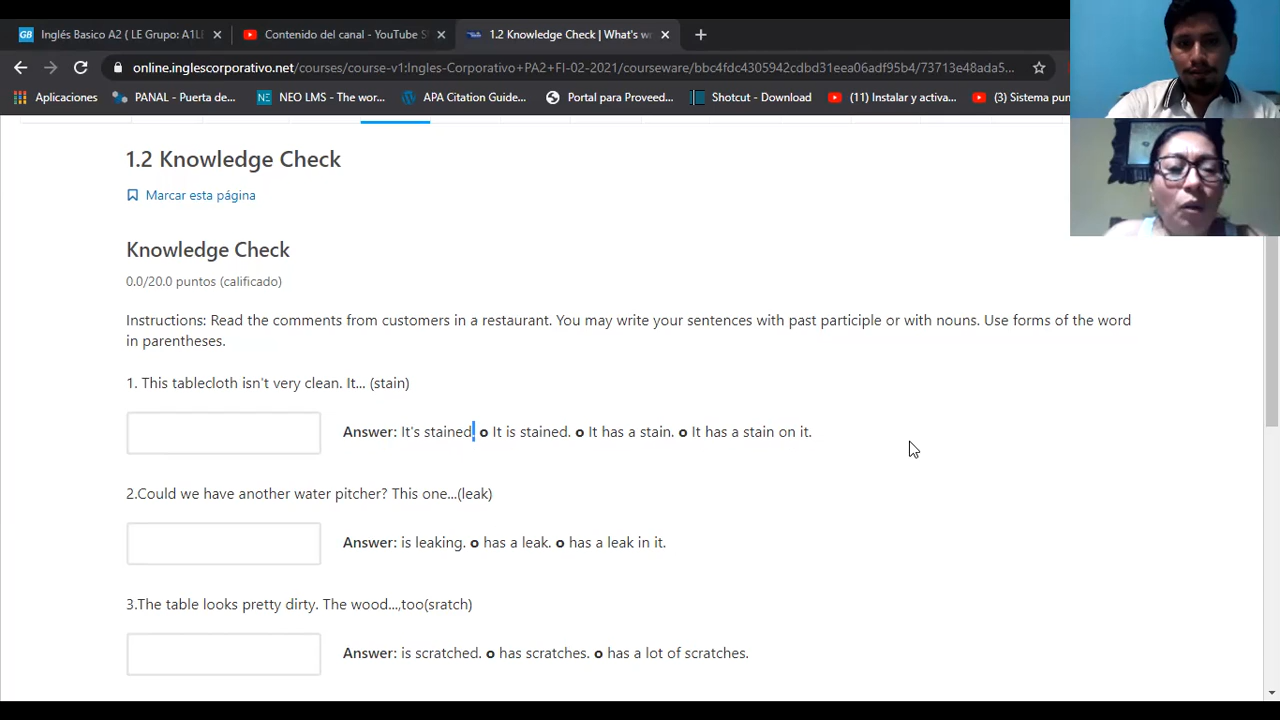 Inglés Basico A2 ( LE Grupo: A1LE
Contenido del canal - YouTube S
1.2 Knowledge Check | What's w
online.inglescorporativo.net/courses/course-v1:Ingles-Corporativo+PA2+FI-02-2021/courseware/bbc4fdc4305942cdbd31eea06adf95b4/73713e48ada5...
Aplicaciones
PANAL - Puerta de...
NEO LMS - The wor...
APA Citation Guide...
Portal para Proveed...
Shotcut - Download
(11) Instalar y activa...
(3) Sistema pun
1.2 Knowledge Check
Marcar esta página
Knowledge Check
0.0/20.0 puntos (calificado)
Instructions: Read the comments from customers in a restaurant. You may write your sentences with past participle or with nouns. Use forms of the word
in parentheses.
1. This tablecloth isn't very clean. It... (stain)
Answer: It's stained. o It is stained. o It has a stain. o It has a stain on it.
2.Could we have another water pitcher? This one...(leak)
Answer: is leaking. o has a leak. o has a leak in it.
3.The table looks pretty dirty. The wood...,too(sratch)
Answer: is scratched. o has scratches. o has a lot of scratches.